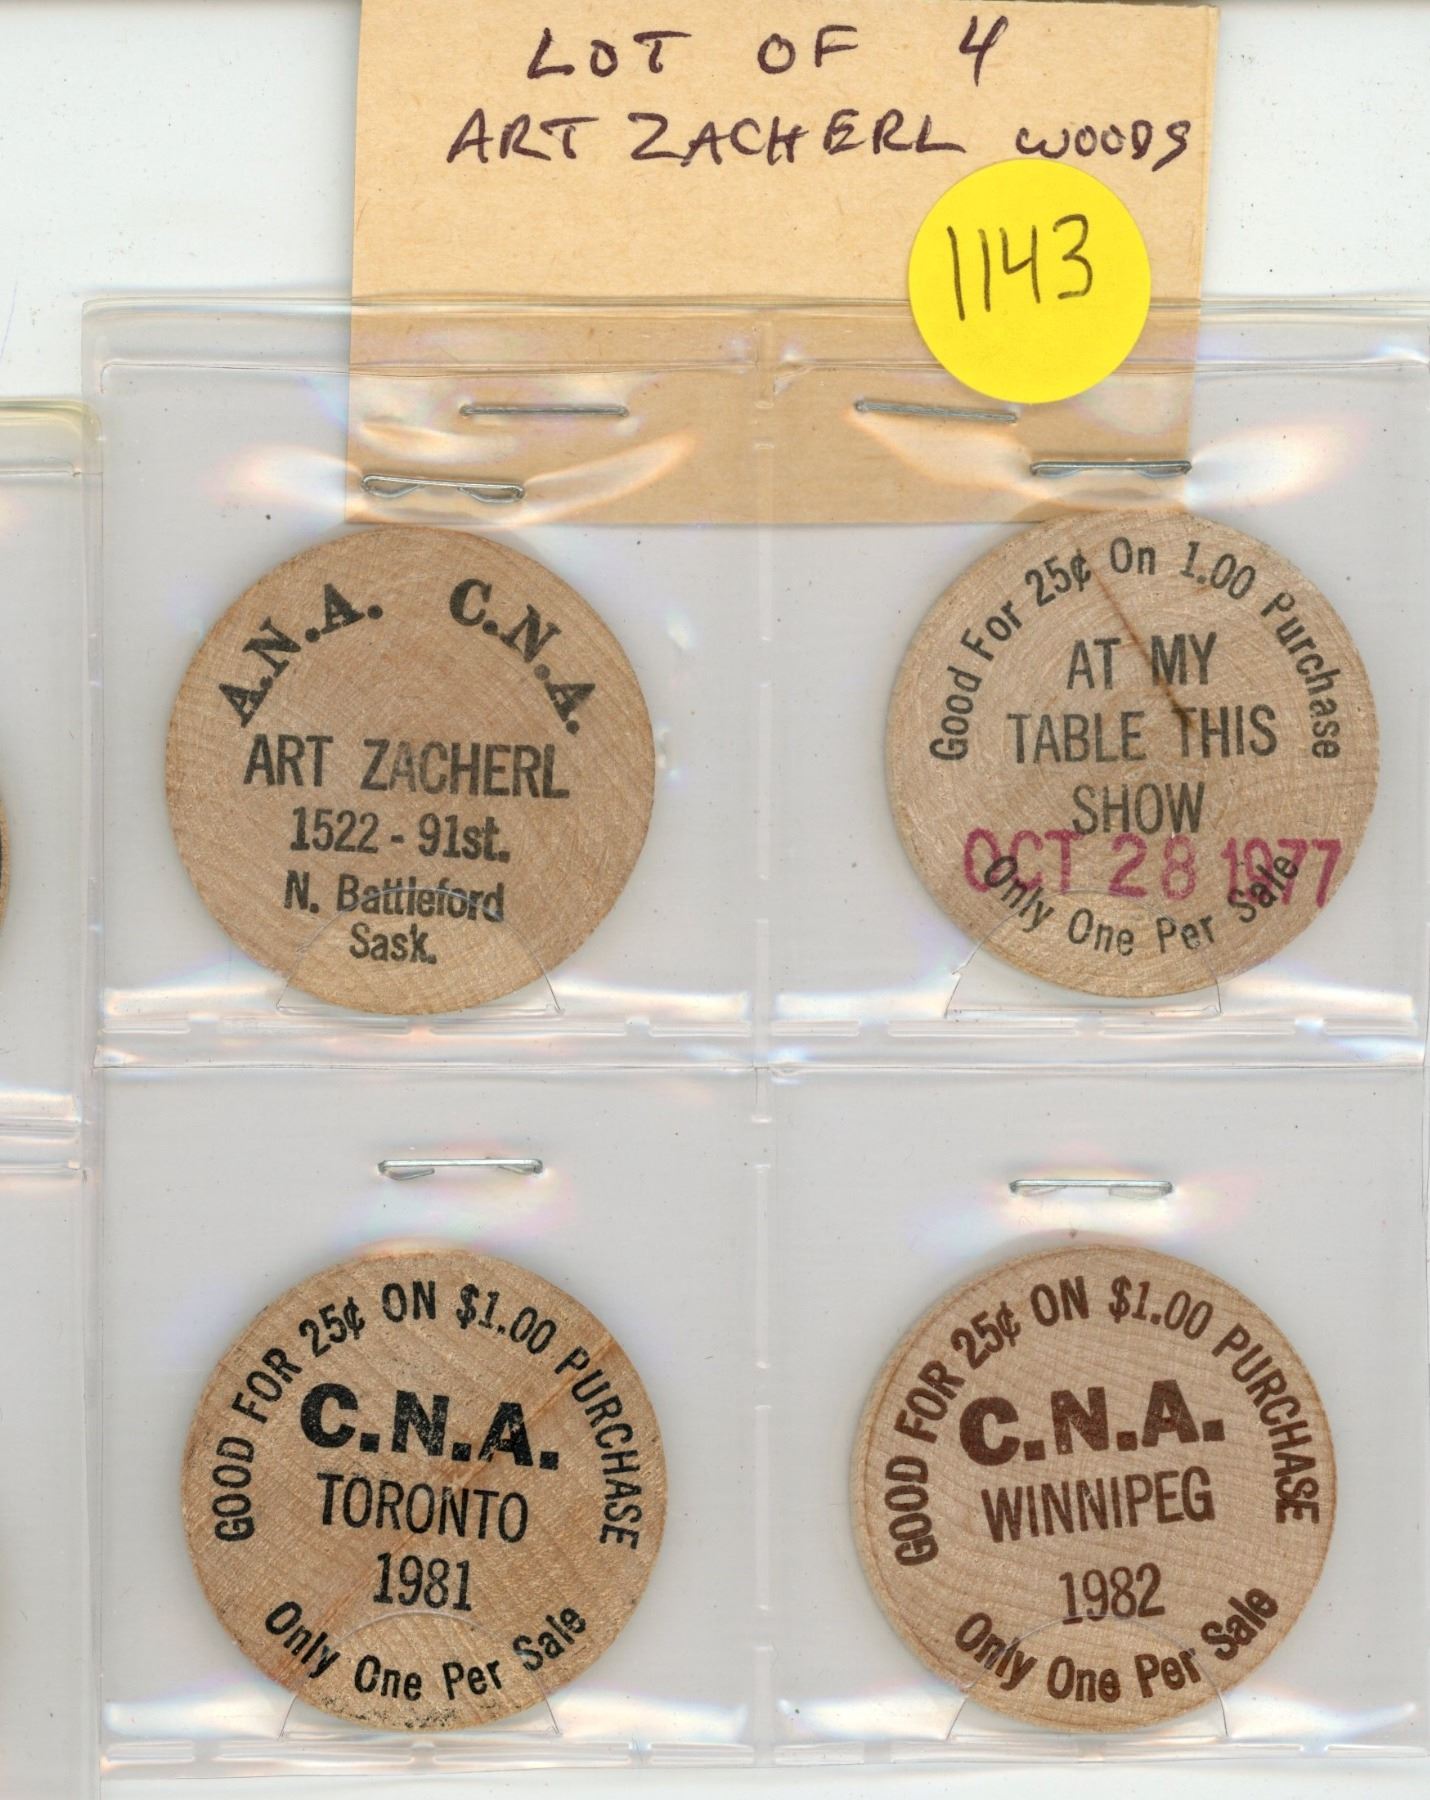 LOT OF 4
ART ZACHERL WOODS
1143
A.N.A. C.N.A.
ART ZACHERL
1522 - 91st.
N. Battleford
Sask.
Good For 25¢ On 1.00 Purchase
AT MY
TABLE THIS
SHOW
OCT 28 1977
Only One Per Sale
GOOD FOR 25¢ ON $1.00 PURCHASE
C.N.A.
TORONTO
1981
Only One Per Sale
GOOD FOR 25¢ ON $1.00 PURCHASE
C.N.A.
WINNIPEG
1982
Only One Per Sale